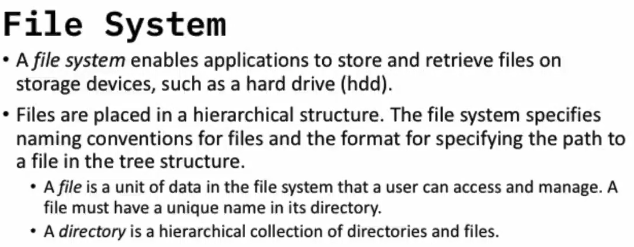 File System
• A file system enables applications to store and retrieve files on
storage devices, such as a hard drive (hdd).
• Files are placed in a hierarchical structure. The file system specifies
naming conventions for files and the format for specifying the path to
a file in the tree structure.
• A file is a unit of data in the file system that a user can access and manage. A
file must have a unique name in its directory.
• A directory is a hierarchical collection of directories and files.